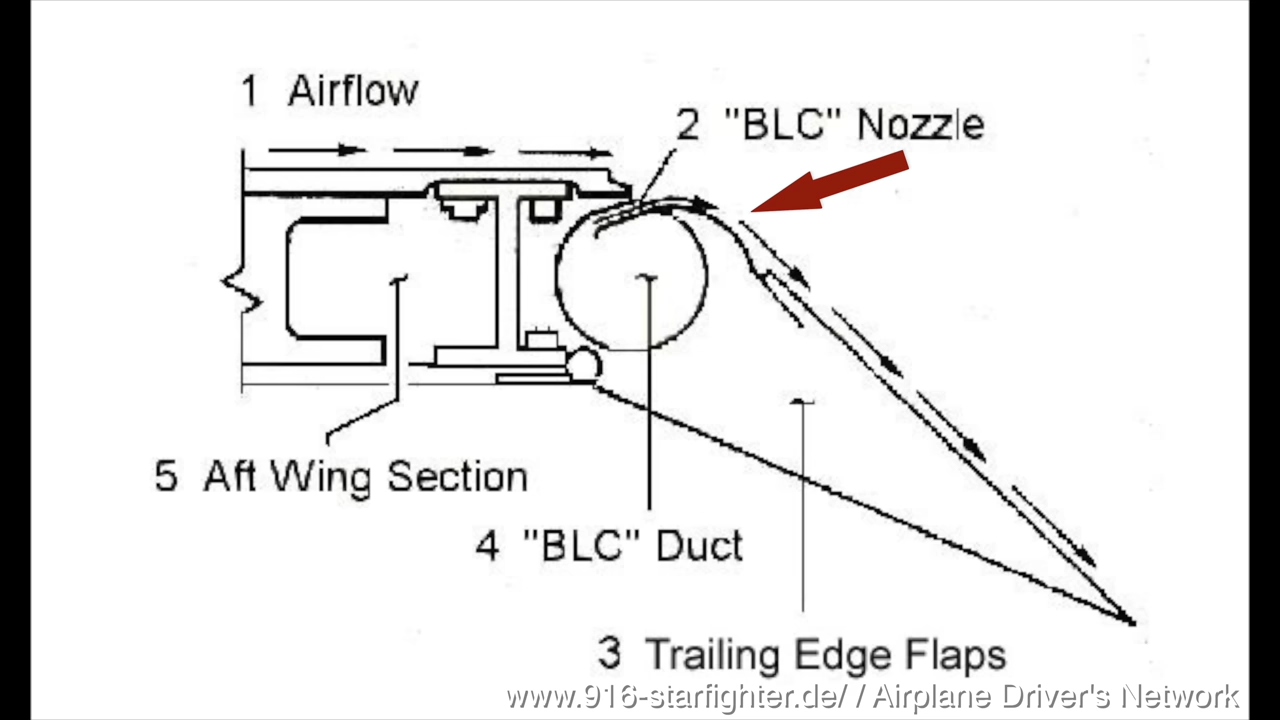 1 Airflow
2 "BLC" Nozzle
5 Aft Wing Section
4 "BLC" Duct
3 Trailing Edge Flaps
www.916-starfighter.de/ / Airplane Driver's Network